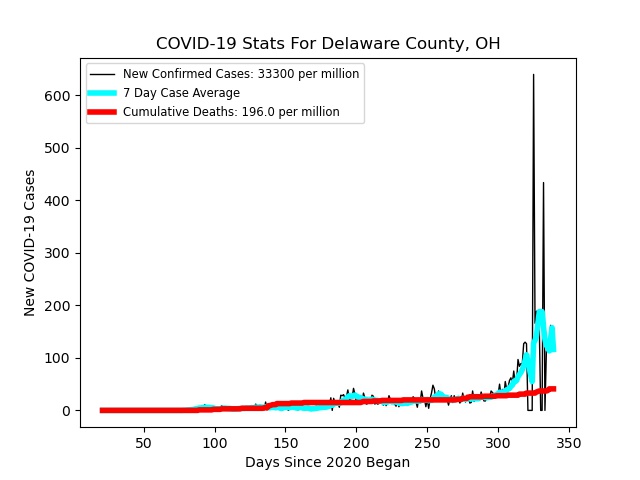 COVID-19 Stats For Delaware County, OH
New Confirmed Cases: 33300 per million
7 Day Case Average
Cumulative Deaths: 196.0 per million
New COVID-19 Cases
600
500
400
300
200
100
0
50 100 150 200 250 300 350
Days Since 2020 Began